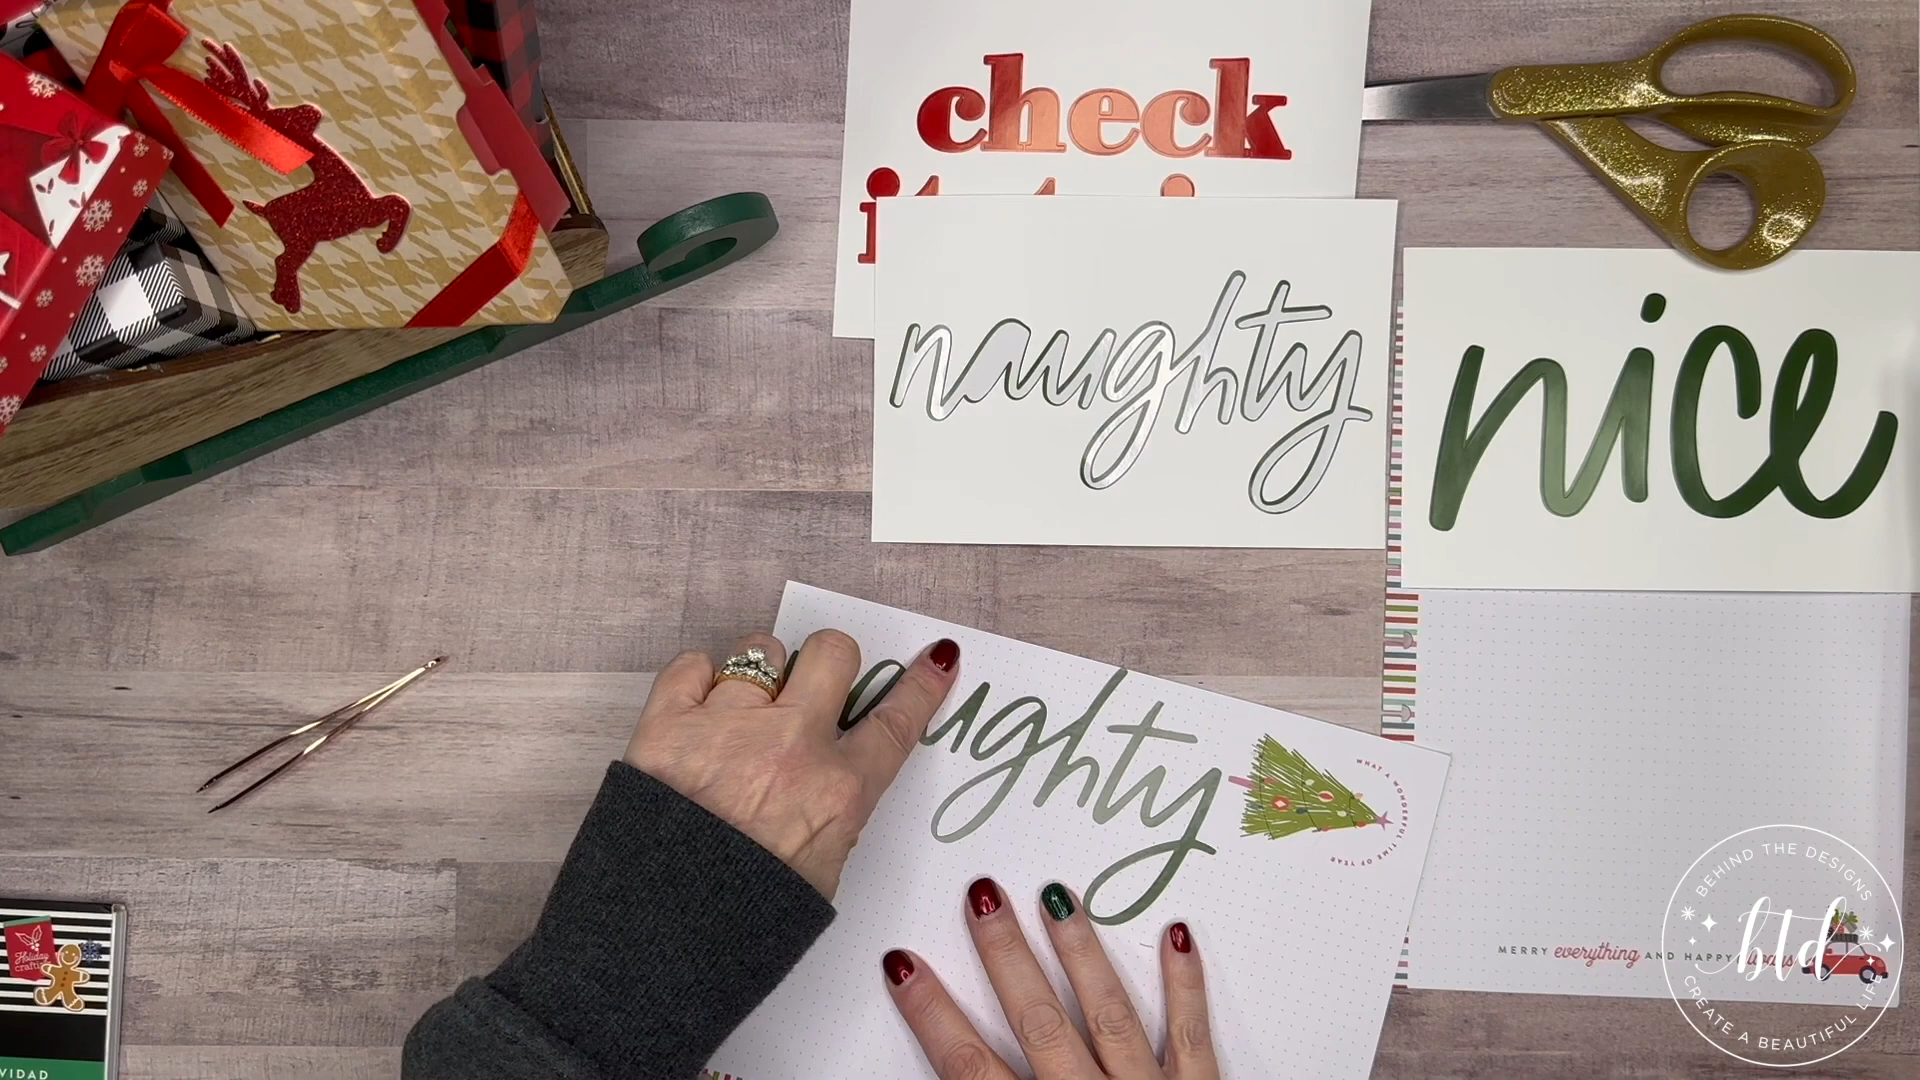 check
naughty
nice
naughty
WHAT A WONDERFUL TIME OF YEAR
MERRY everything AND HAPPY
Holiday
VIDAD
BEHIND THE DESIGNS
btd
CREATE A BEAUTIFUL LIFE